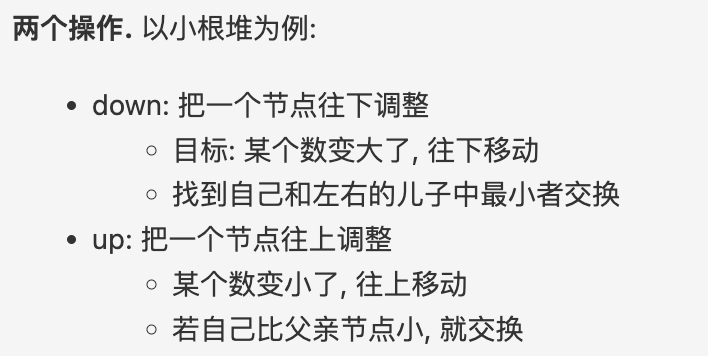 两个操作. 以小根堆为例:
• down: 把一个节点往下调整
◦ 目标: 某个数变大了, 往下移动
◦ 找到自己和左右的儿子中最小者交换
• up: 把一个节点往上调整
◦ 某个数变小了, 往上移动
◦ 若自己比父亲节点小, 就交换